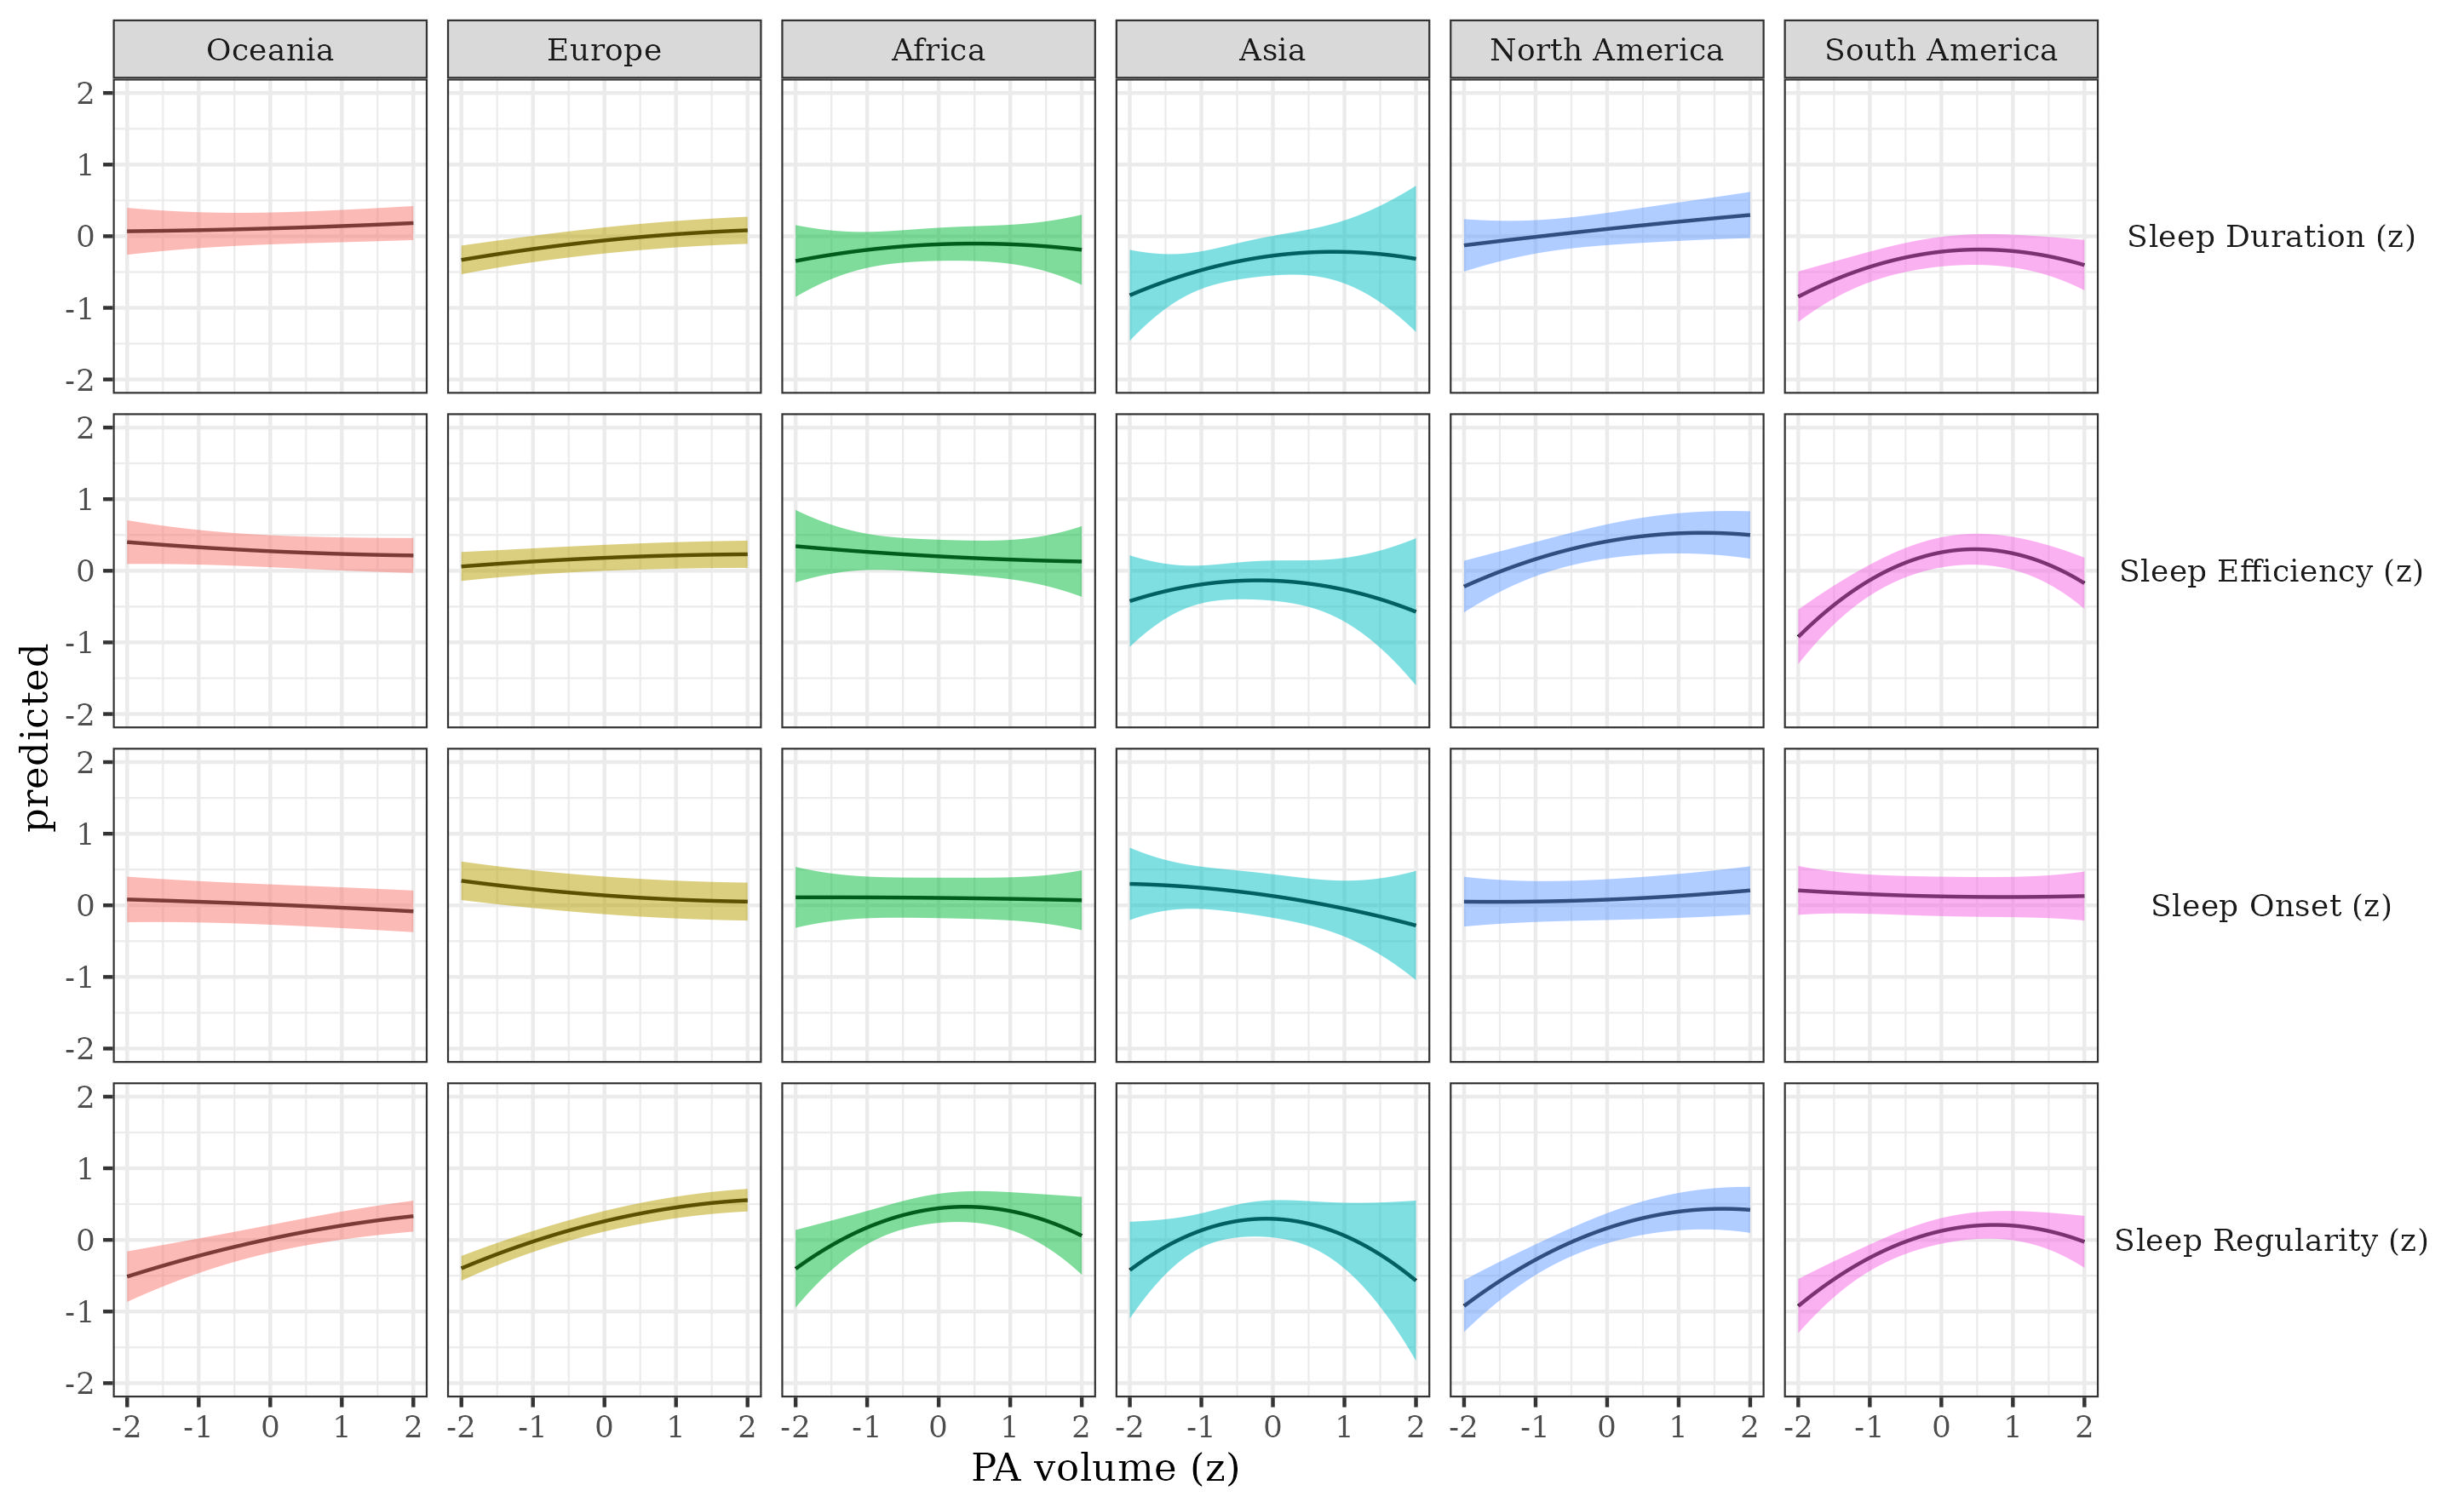 Oceania Europe Africa Asia North America South America
2
1
0
-1
-2
Sleep Duration (z)
2
1
0
-1
-2
Sleep Efficiency (z)
predicted
2
1
0
-1
-2
Sleep Onset (z)
2
1
0
-1
-2
Sleep Regularity (z)
-2 -1 0 1 2 -2 -1 0 1 2 -2 -1 0 1 2 -2 -1 0 1 2 -2 -1 0 1 2 -2 -1 0 1 2
PA volume (z)